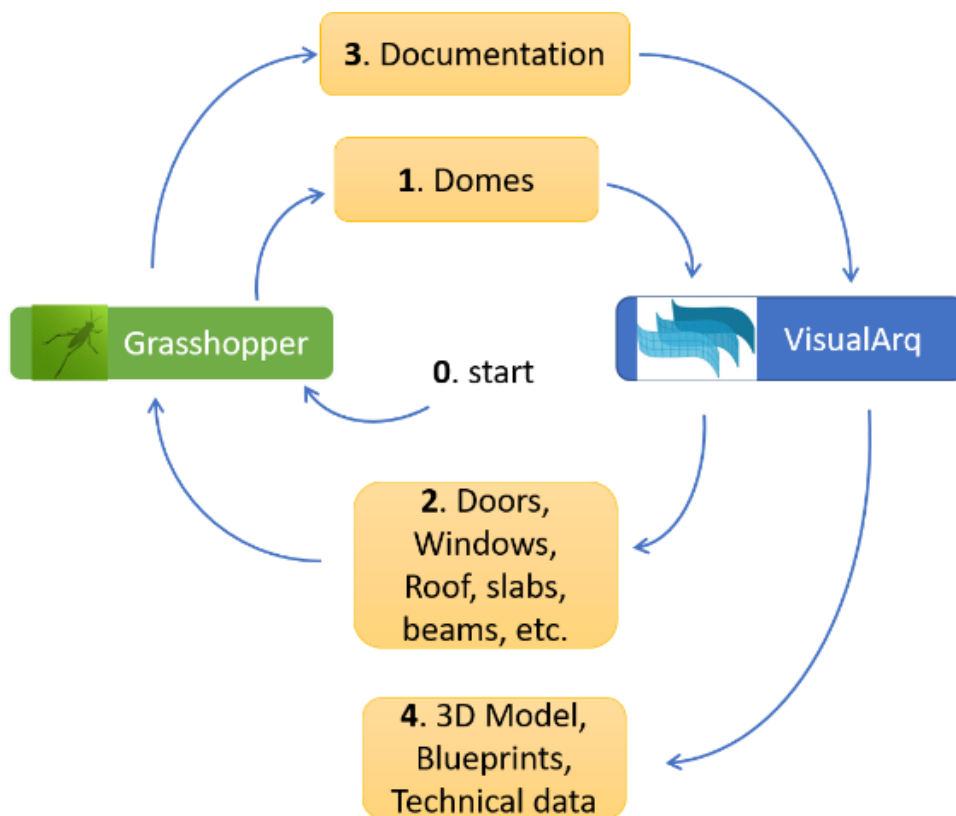 3. Documentation
1. Domes
Grasshopper
VisualArq
0. start
2. Doors,
Windows,
Roof, slabs,
beams, etc.
4. 3D Model,
Blueprints,
Technical data